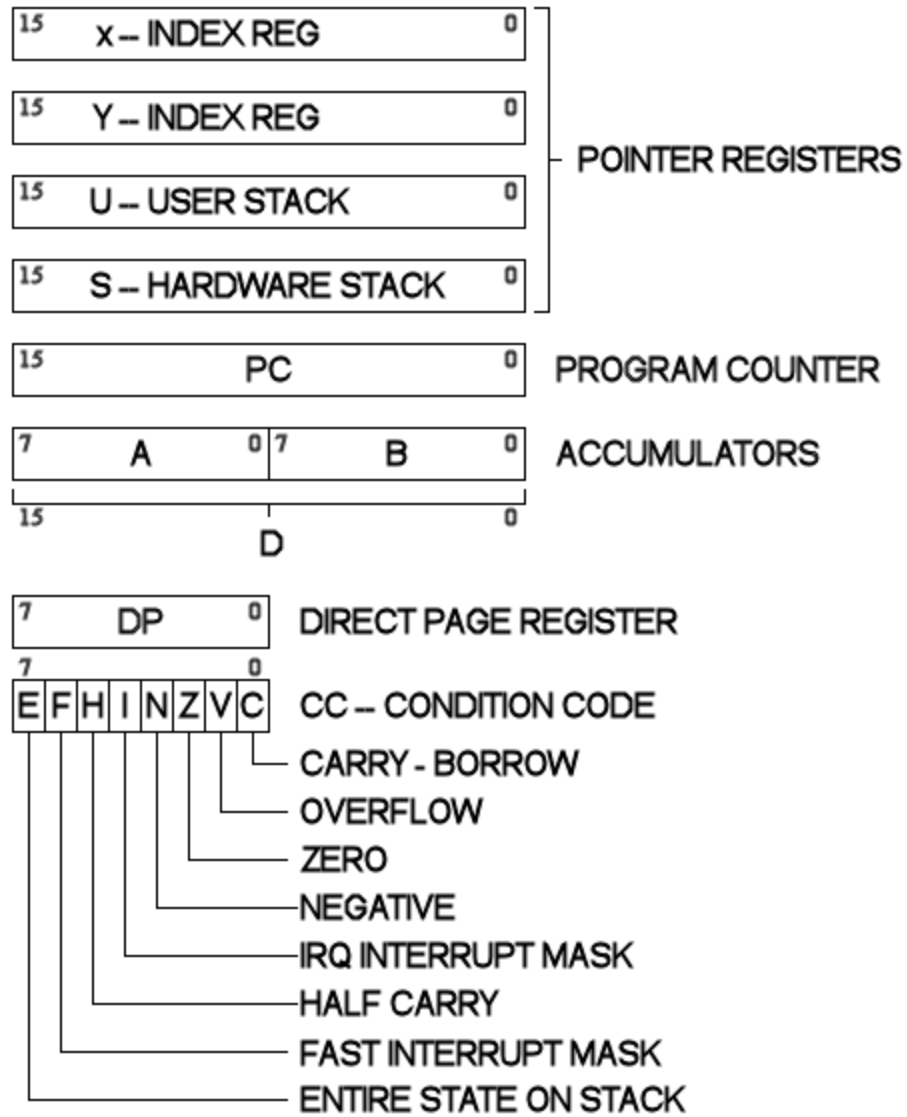 15 x -- INDEX REG 0
15 Y -- INDEX REG 0
POINTER REGISTERS
15 U -- USER STACK 0
15 S -- HARDWARE STACK 0
15 PC 0 PROGRAM COUNTER
7 A 0 7 B 0 ACCUMULATORS
15 0
D
7 DP 0 DIRECT PAGE REGISTER
7 0
E F H I N Z V C CC -- CONDITION CODE
CARRY - BORROW
OVERFLOW
ZERO
NEGATIVE
IRQ INTERRUPT MASK
HALF CARRY
FAST INTERRUPT MASK
ENTIRE STATE ON STACK